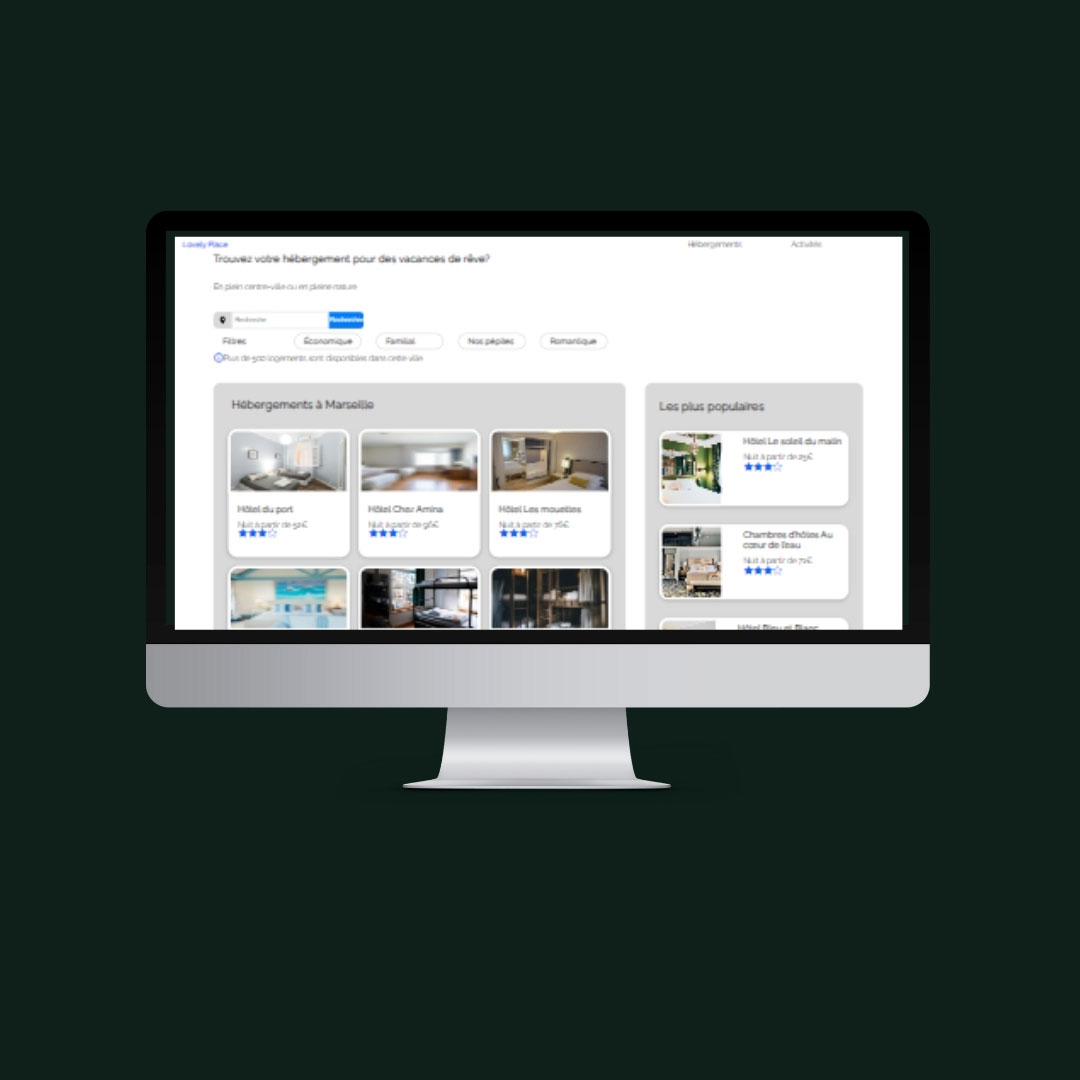 Lovely Place
Hébergements
Activités
Trouvez votre hébergement pour des vacances de rêve?
En plein centre-ville ou en pleine nature
Recherche
Rechercher
Filtres
Économique
Familial
Nos pépites
Romantique
Plus de 500 logements sont disponibles dans cette ville
Hébergements à Marseille
Hôtel du port
Nuit à partir de 52€
Hôtel Chez Amina
Nuit à partir de 96€
Hôtel Les mouettes
Nuit à partir de 76€
Les plus populaires
Hôtel Le soleil du matin
Nuit à partir de 25€
Chambres d'hôtes Au
cœur de l'eau
Nuit à partir de 72€
Hôtel Bleu et Blanc